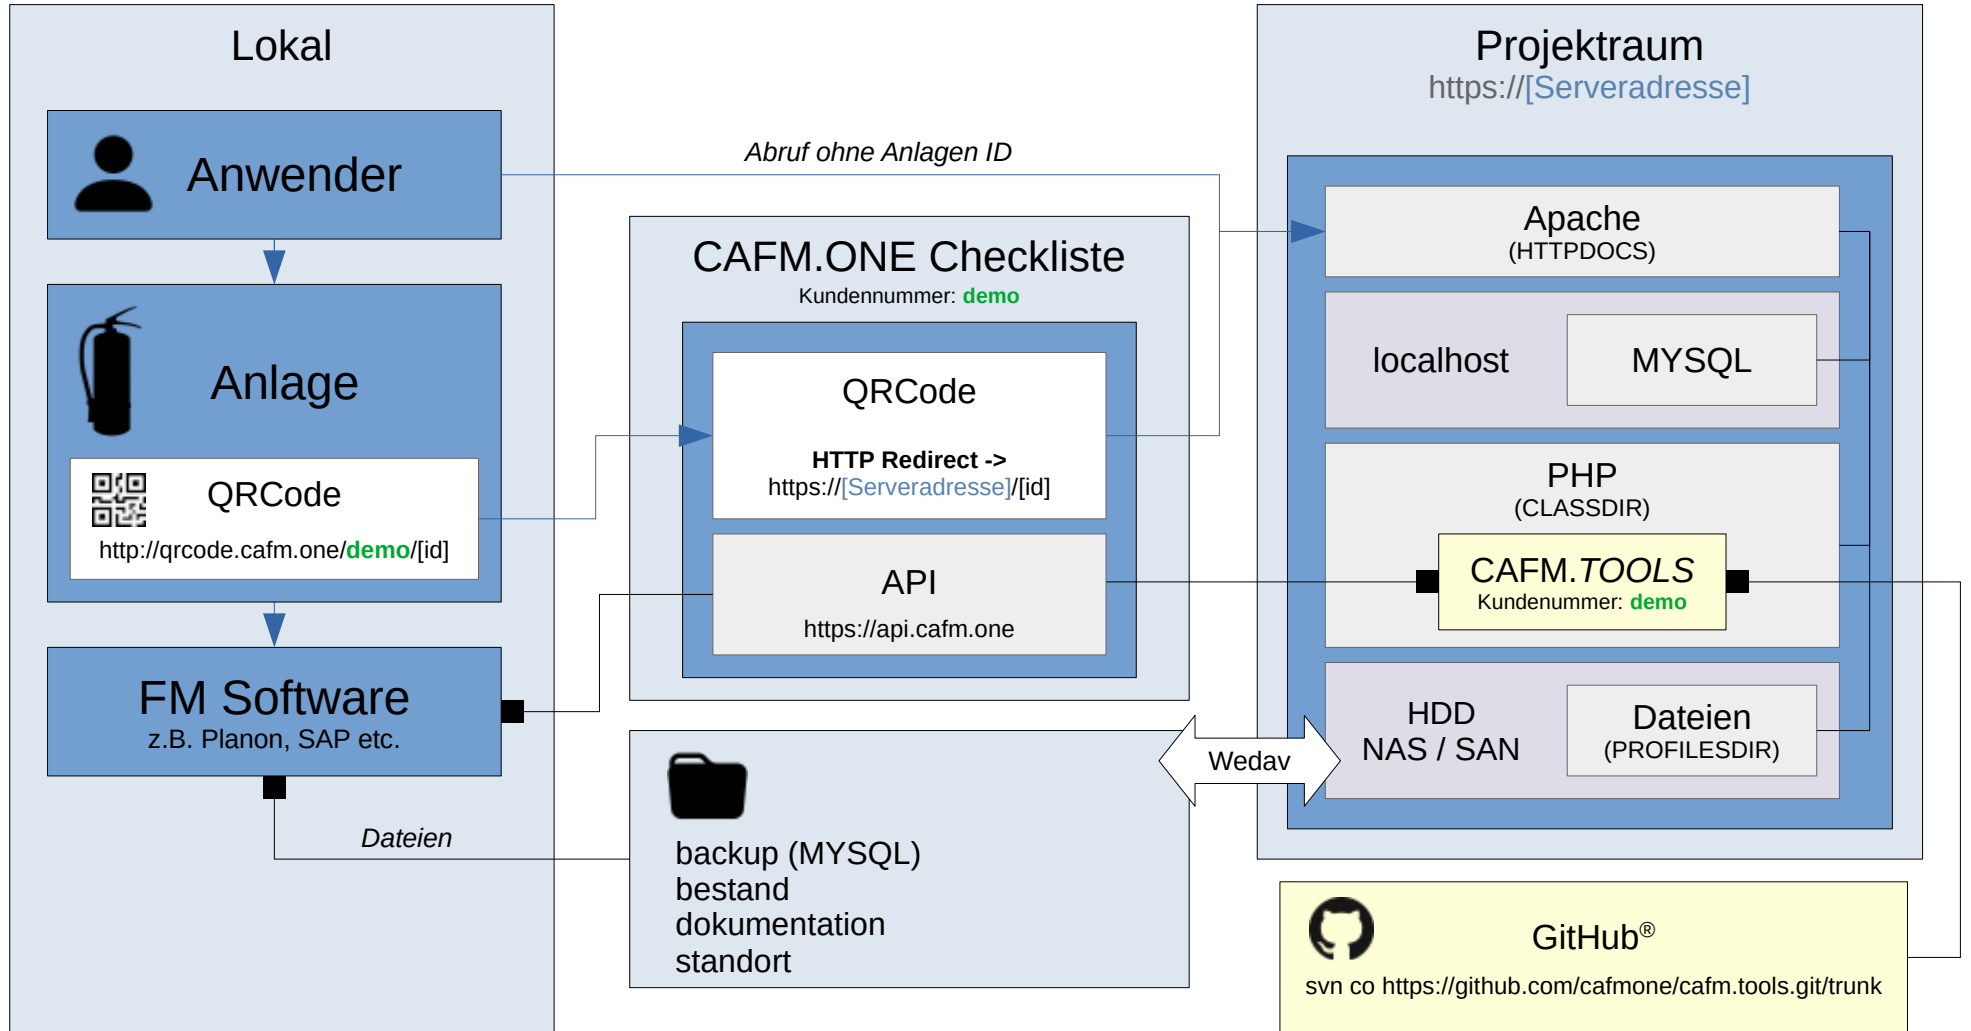 Lokal
Anwender
Anlage
QRCode
http://qrcode.cafm.one/demo/[id]
FM Software
z.B. Planon, SAP etc.
Dateien
Abruf ohne Anlagen ID
CAFM.ONE Checkliste
Kundennummer: demo
QRCode
HTTP Redirect ->
https://[Serveradresse]/[id]
API
https://api.cafm.one
backup (MYSQL)
bestand
dokumentation
standort
Wedav
Projektraum
https://[Serveradresse]
Apache
(HTTPDOCS)
localhost
MYSQL
PHP
(CLASSDIR)
CAFM.TOOLS
Kundenummer: demo
HDD
NAS / SAN
Dateien
(PROFILESDIR)
GitHub®
svn co https://github.com/cafmone/cafm.tools.git/trunk